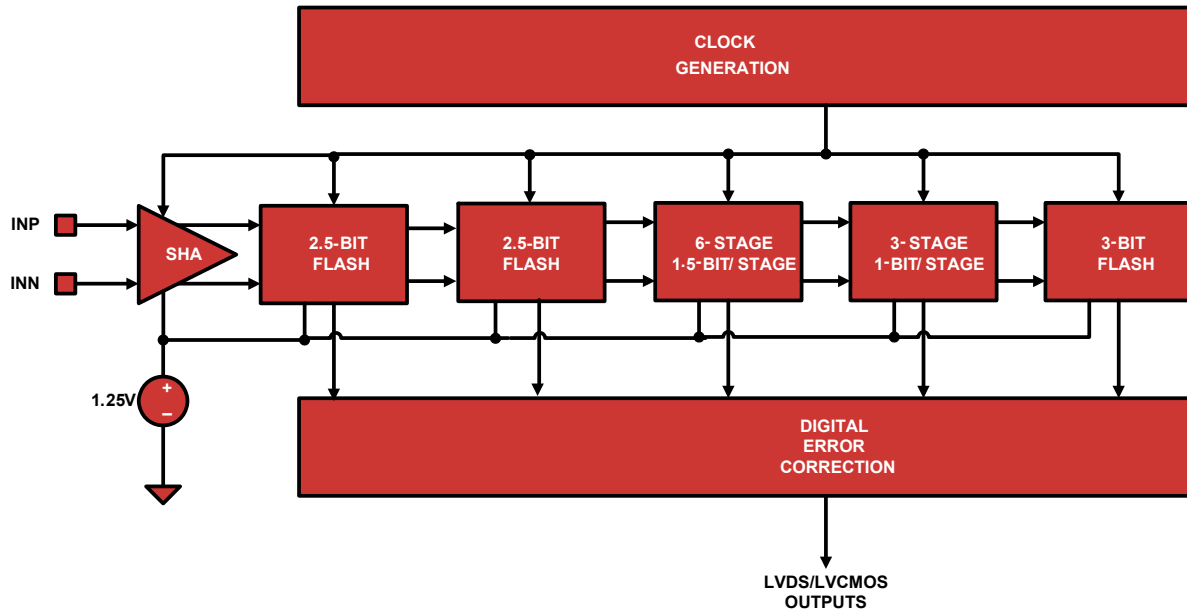 CLOCK
GENERATION
INP
INN
SHA
2.5-BIT
FLASH
2.5-BIT
FLASH
6- STAGE
1.5-BIT/ STAGE
3- STAGE
1-BIT/ STAGE
3-BIT
FLASH
1.25V
+
–
DIGITAL
ERROR
CORRECTION
LVDS/LVCMOS
OUTPUTS